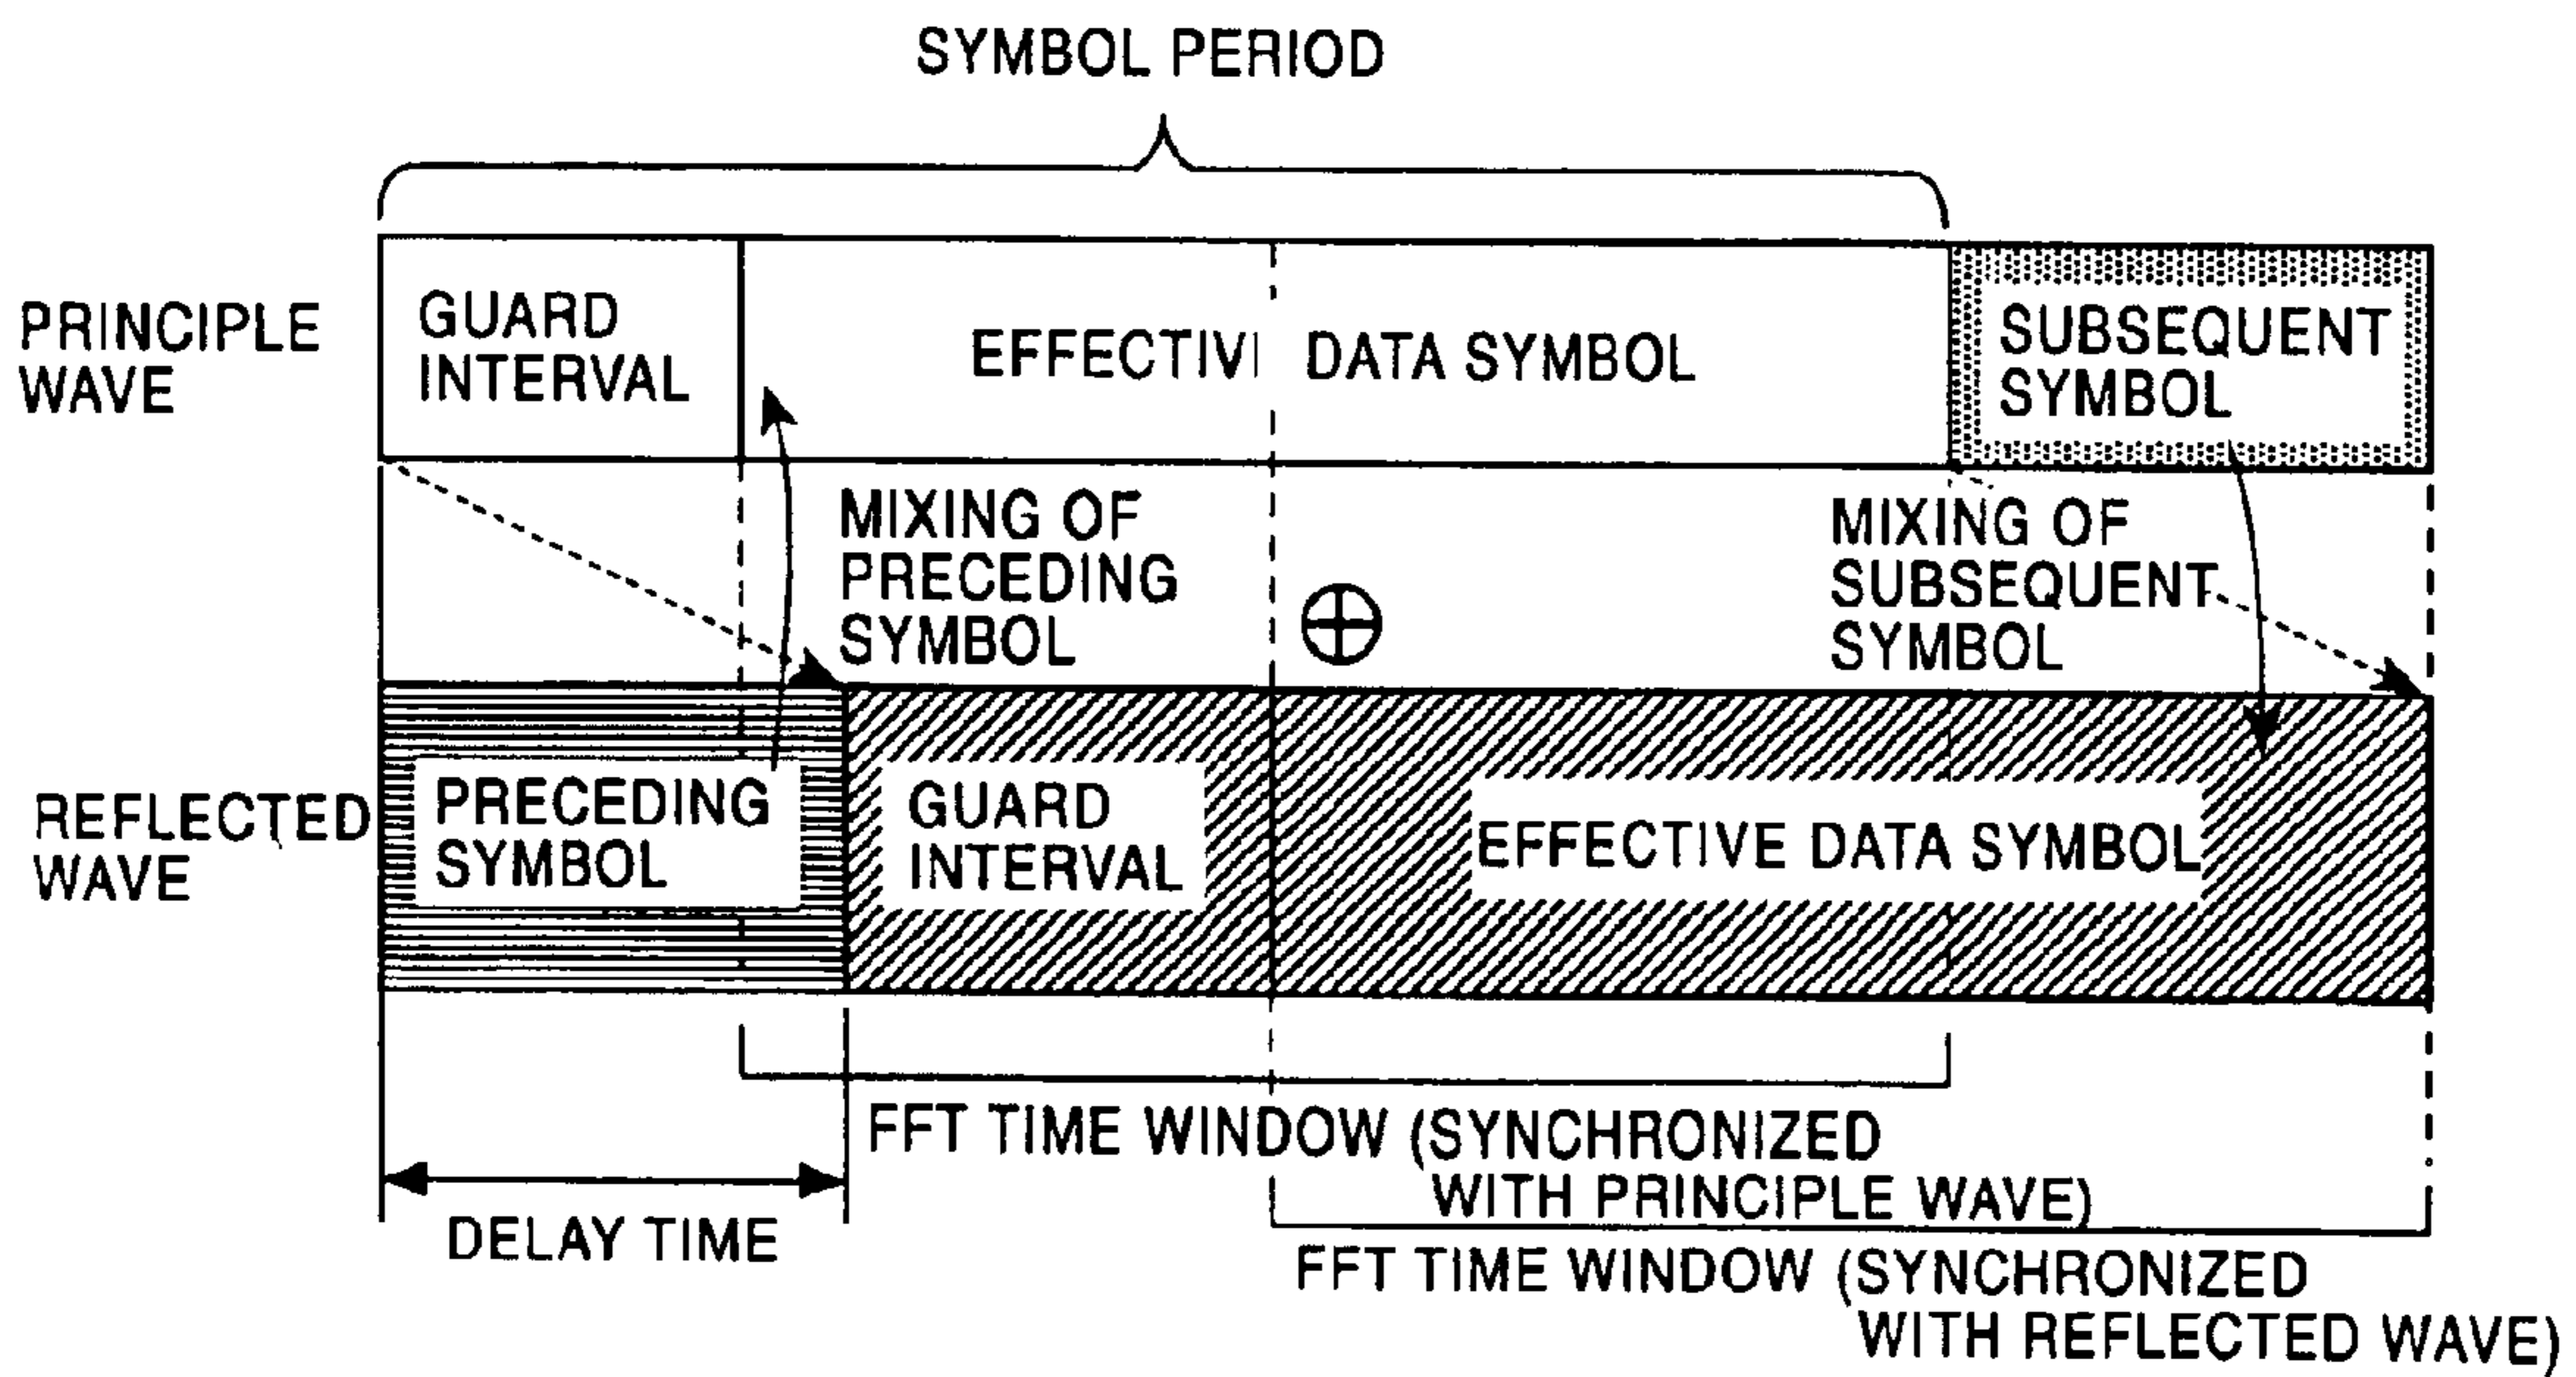 SYMBOL PERIOD
PRINCIPLE
WAVE
GUARD
INTERVAL
EFFECTIVI DATA SYMBOL
SUBSEQUENT
SYMBOL
MIXING OF
PRECEDING
SYMBOL
MIXING OF
SUBSEQUENT
SYMBOL
REFLECTED
WAVE
PRECEDING
SYMBOL
GUARD
INTERVAL
EFFECTIVE DATA SYMBOL
FFT TIME WINDOW (SYNCHRONIZED
WITH PRINCIPLE WAVE)
DELAY TIME
FFT TIME WINDOW (SYNCHRONIZED
WITH REFLECTED WAVE)